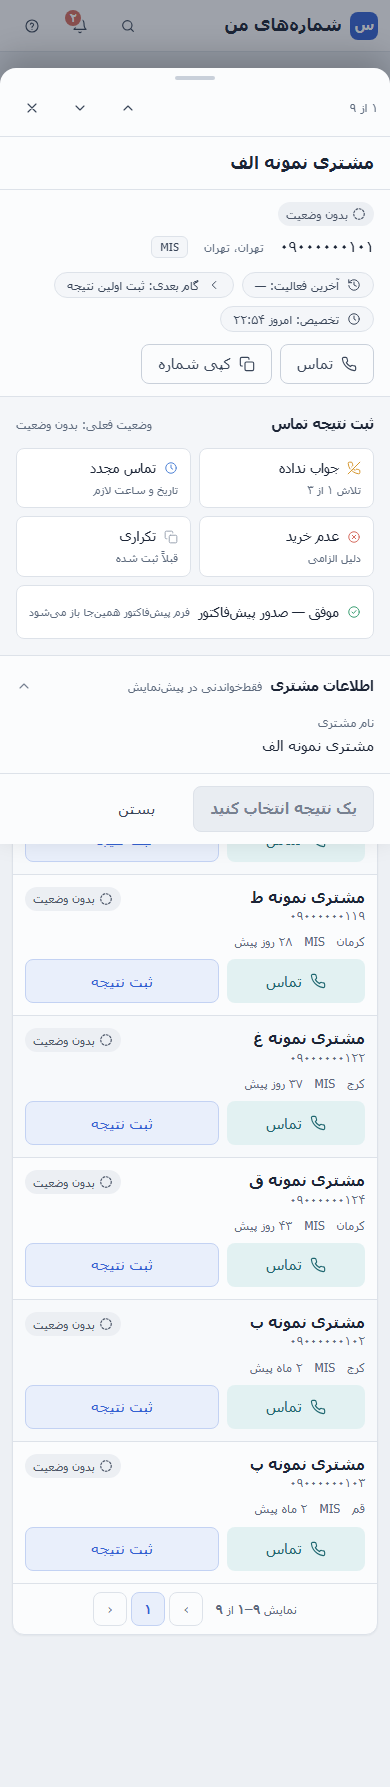 س شماره‌های من ۲
۱ از ۹
مشتری نمونه الف
بدون وضعیت
۰۹۰۰۰۰۰۰۱۰۱ تهران، تهران MIS
آخرین فعالیت: — گام بعدی: ثبت اولین نتیجه
تخصیص: امروز ۲۲:۵۴
تماس کپی شماره
ثبت نتیجه تماس وضعیت فعلی: بدون وضعیت
جواب نداده
تلاش ۱ از ۳
تماس مجدد
تاریخ و ساعت لازم
عدم خرید
دلیل الزامی
تکراری
قبلاً ثبت شده
موفق — صدور پیش‌فاکتور فرم پیش‌فاکتور همین‌جا باز می‌شود
اطلاعات مشتری فقط‌خواندنی در پیش‌نمایش
نام مشتری
مشتری نمونه الف
یک نتیجه انتخاب کنید بستن
تماس ثبت نتیجه
مشتری نمونه ط بدون وضعیت
۰۹۰۰۰۰۰۰۱۱۹
کرمان MIS ۲۸ روز پیش
تماس ثبت نتیجه
مشتری نمونه غ بدون وضعیت
۰۹۰۰۰۰۰۰۱۲۲
کرج MIS ۳۷ روز پیش
تماس ثبت نتیجه
مشتری نمونه ق بدون وضعیت
۰۹۰۰۰۰۰۰۱۲۴
کرمان MIS ۴۳ روز پیش
تماس ثبت نتیجه
مشتری نمونه ب بدون وضعیت
۰۹۰۰۰۰۰۰۱۰۲
کرج MIS ۲ ماه پیش
تماس ثبت نتیجه
مشتری نمونه پ بدون وضعیت
۰۹۰۰۰۰۰۰۱۰۳
قم MIS ۲ ماه پیش
تماس ثبت نتیجه
نمایش ۱–۹ از ۹ › ۱ ‹